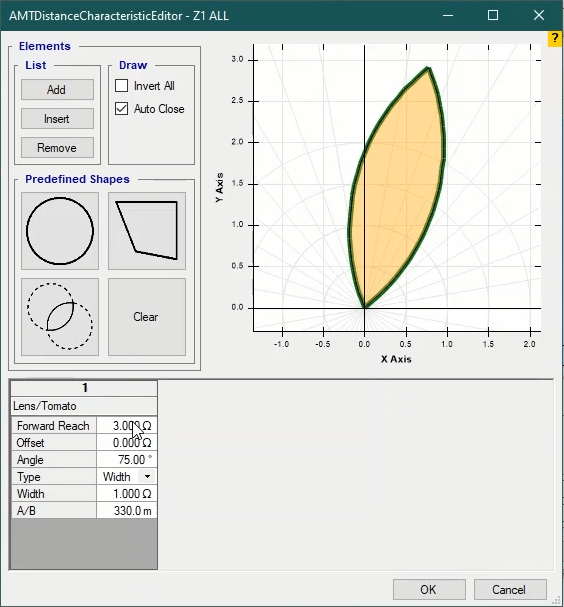 AMTDistanceCharacteristicEditor - Z1 ALL
?
Elements
List
Add
Insert
Remove
Draw
Invert All
Auto Close
Predefined Shapes
Clear
Y Axis
3.0
2.5
2.0
1.5
1.0
0.5
0.0
-1.0 -0.5 0.0 0.5 1.0 1.5 2.0
X Axis
1
Lens/Tomato
Forward Reach 3.000 Ω
Offset 0.000 Ω
Angle 75.00 °
Type Width
Width 1.000 Ω
A/B 330.0 m
OK Cancel